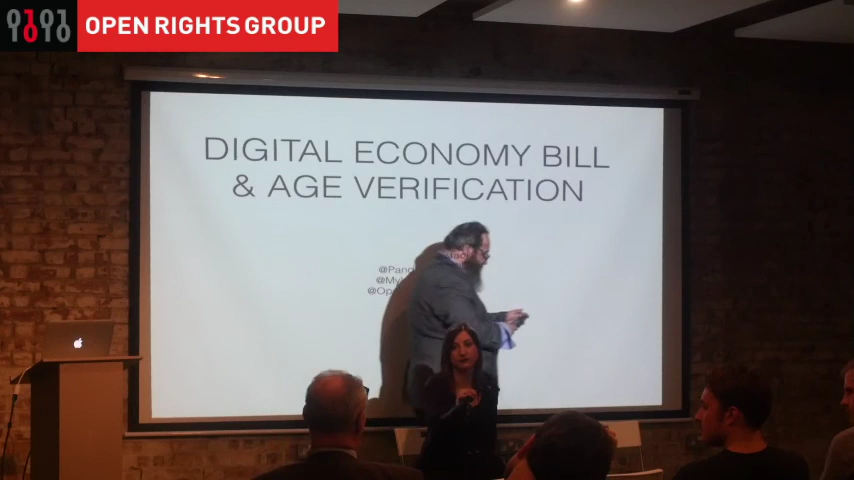 OPEN RIGHTS GROUP
DIGITAL ECONOMY BILL
& AGE VERIFICATION